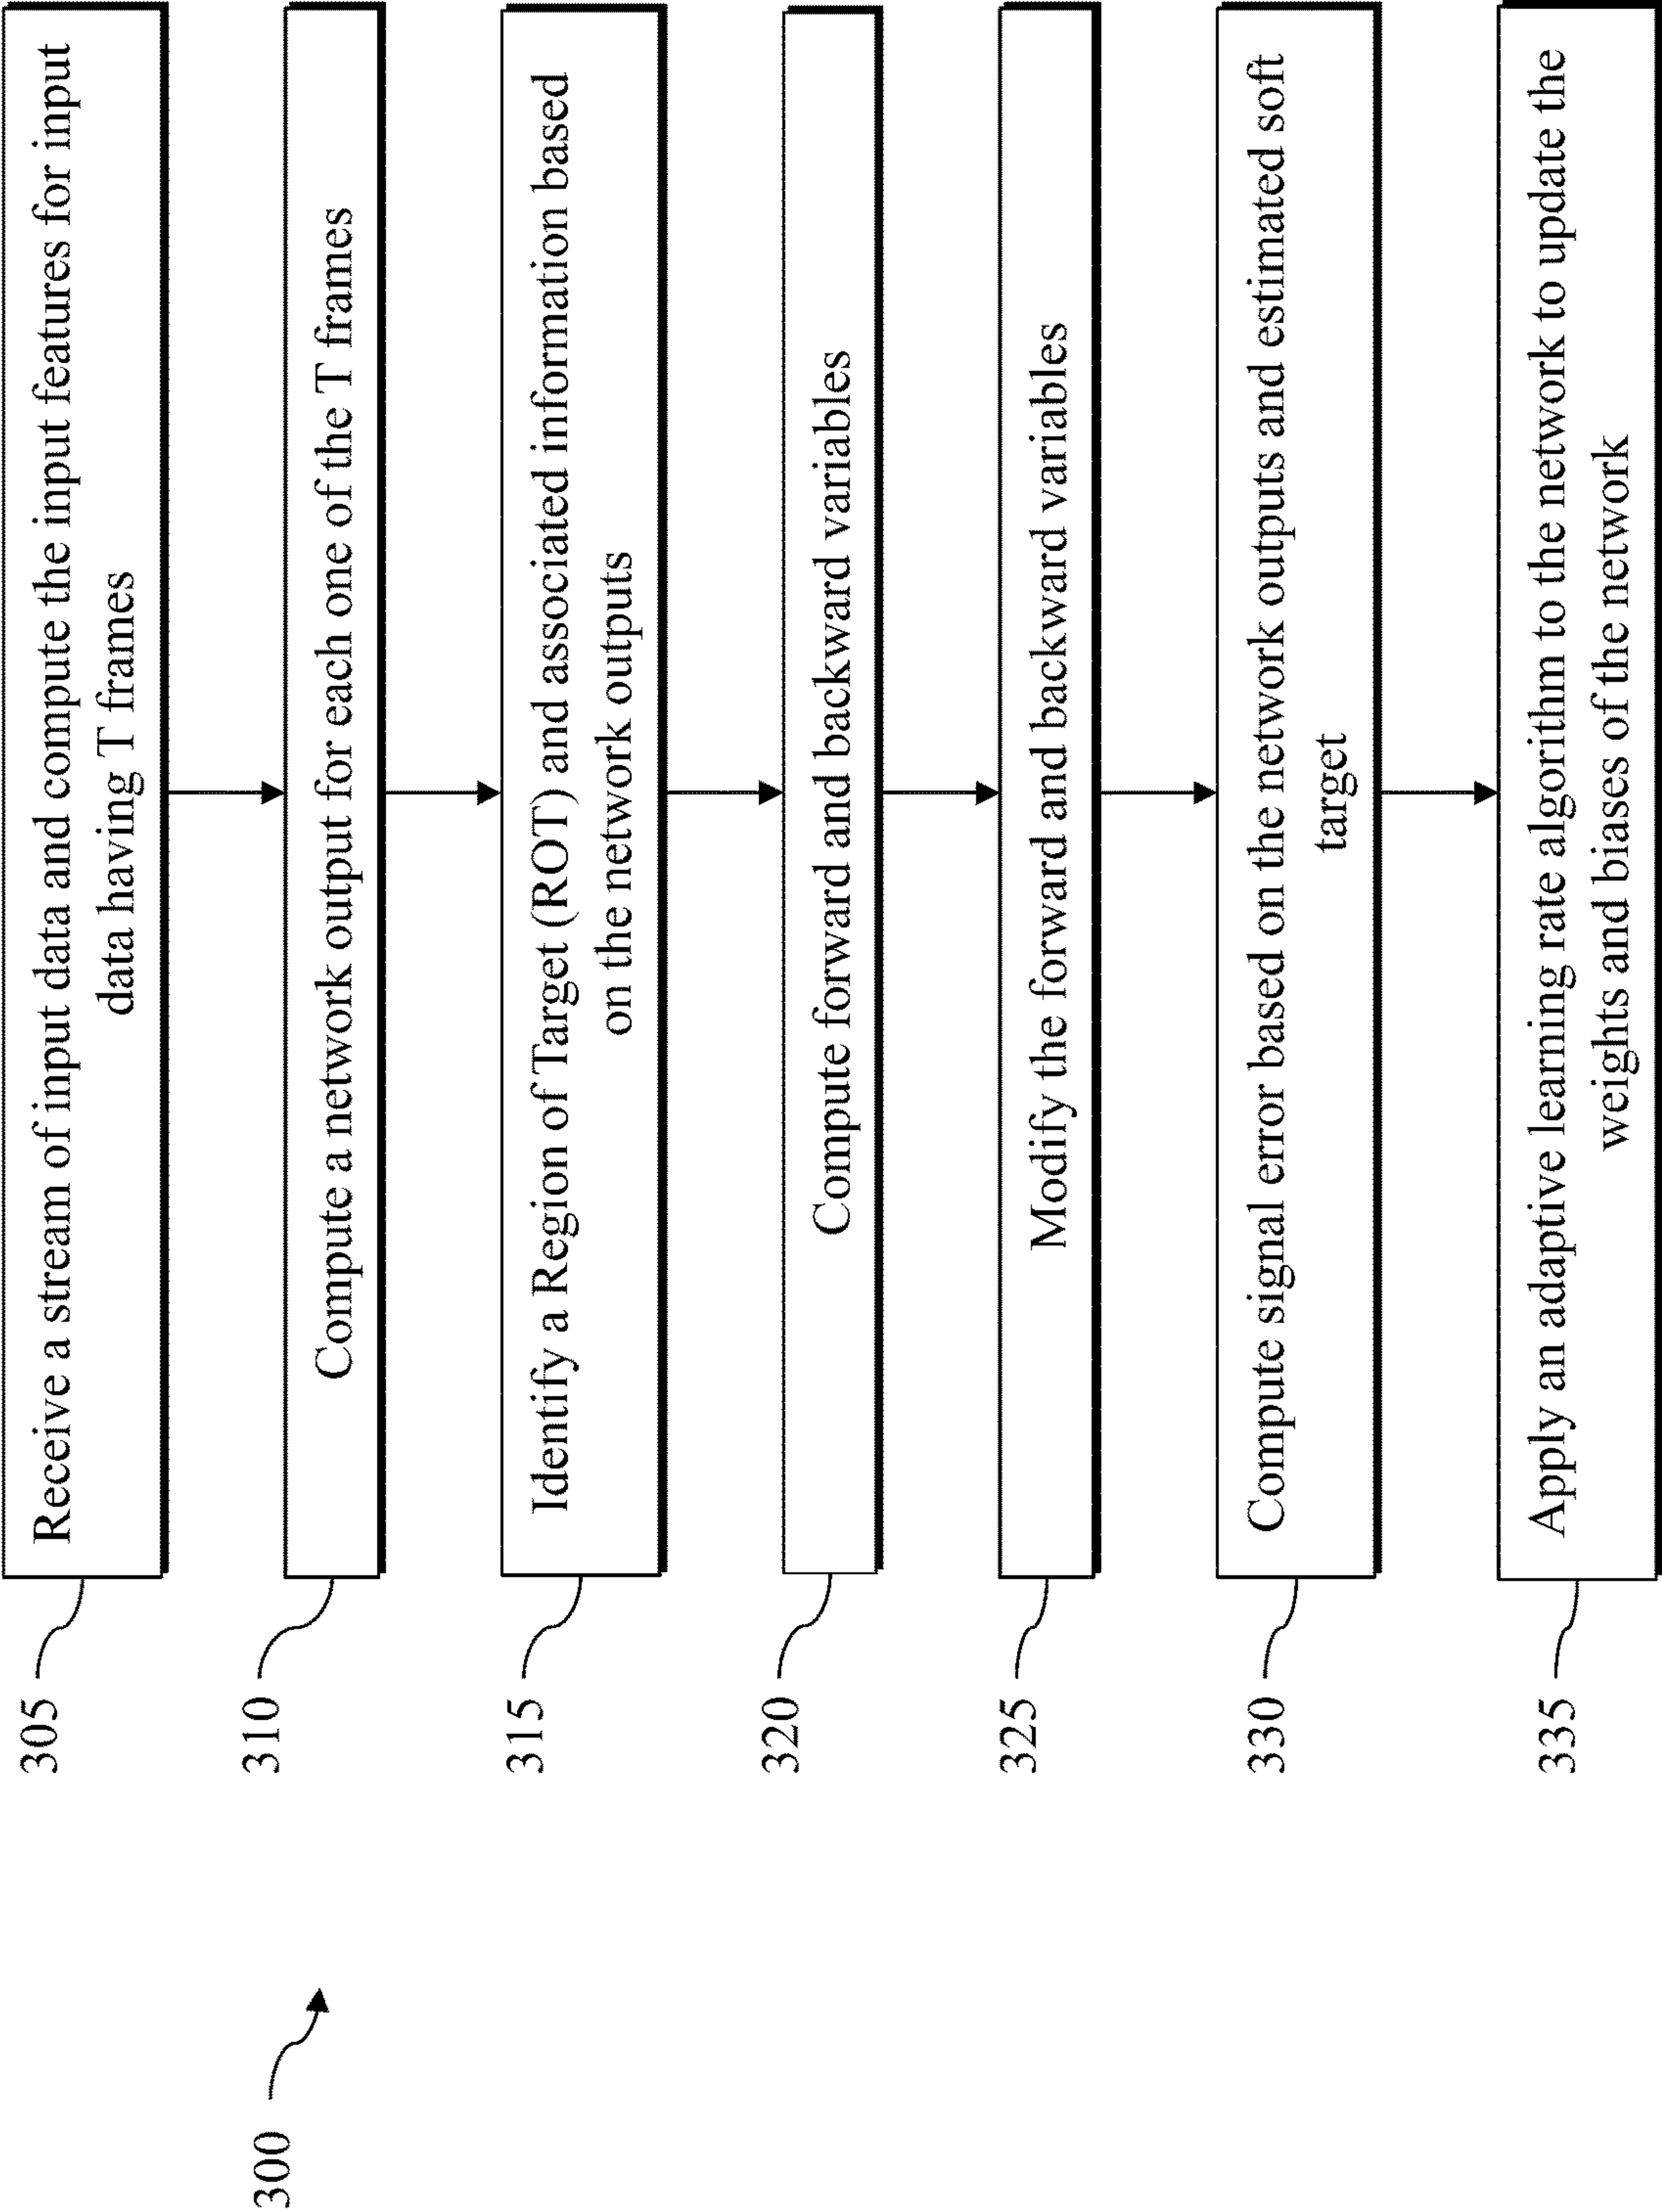 300
305
Receive a stream of input data and compute the input features for input
data having T frames
310
Compute a network output for each one of the T frames
315
Identify a Region of Target (ROT) and associated information based
on the network outputs
320
Compute forward and backward variables
325
Modify the forward and backward variables
330
Compute signal error based on the network outputs and estimated soft
target
335
Apply an adaptive learning rate algorithm to the network to update the
weights and biases of the network